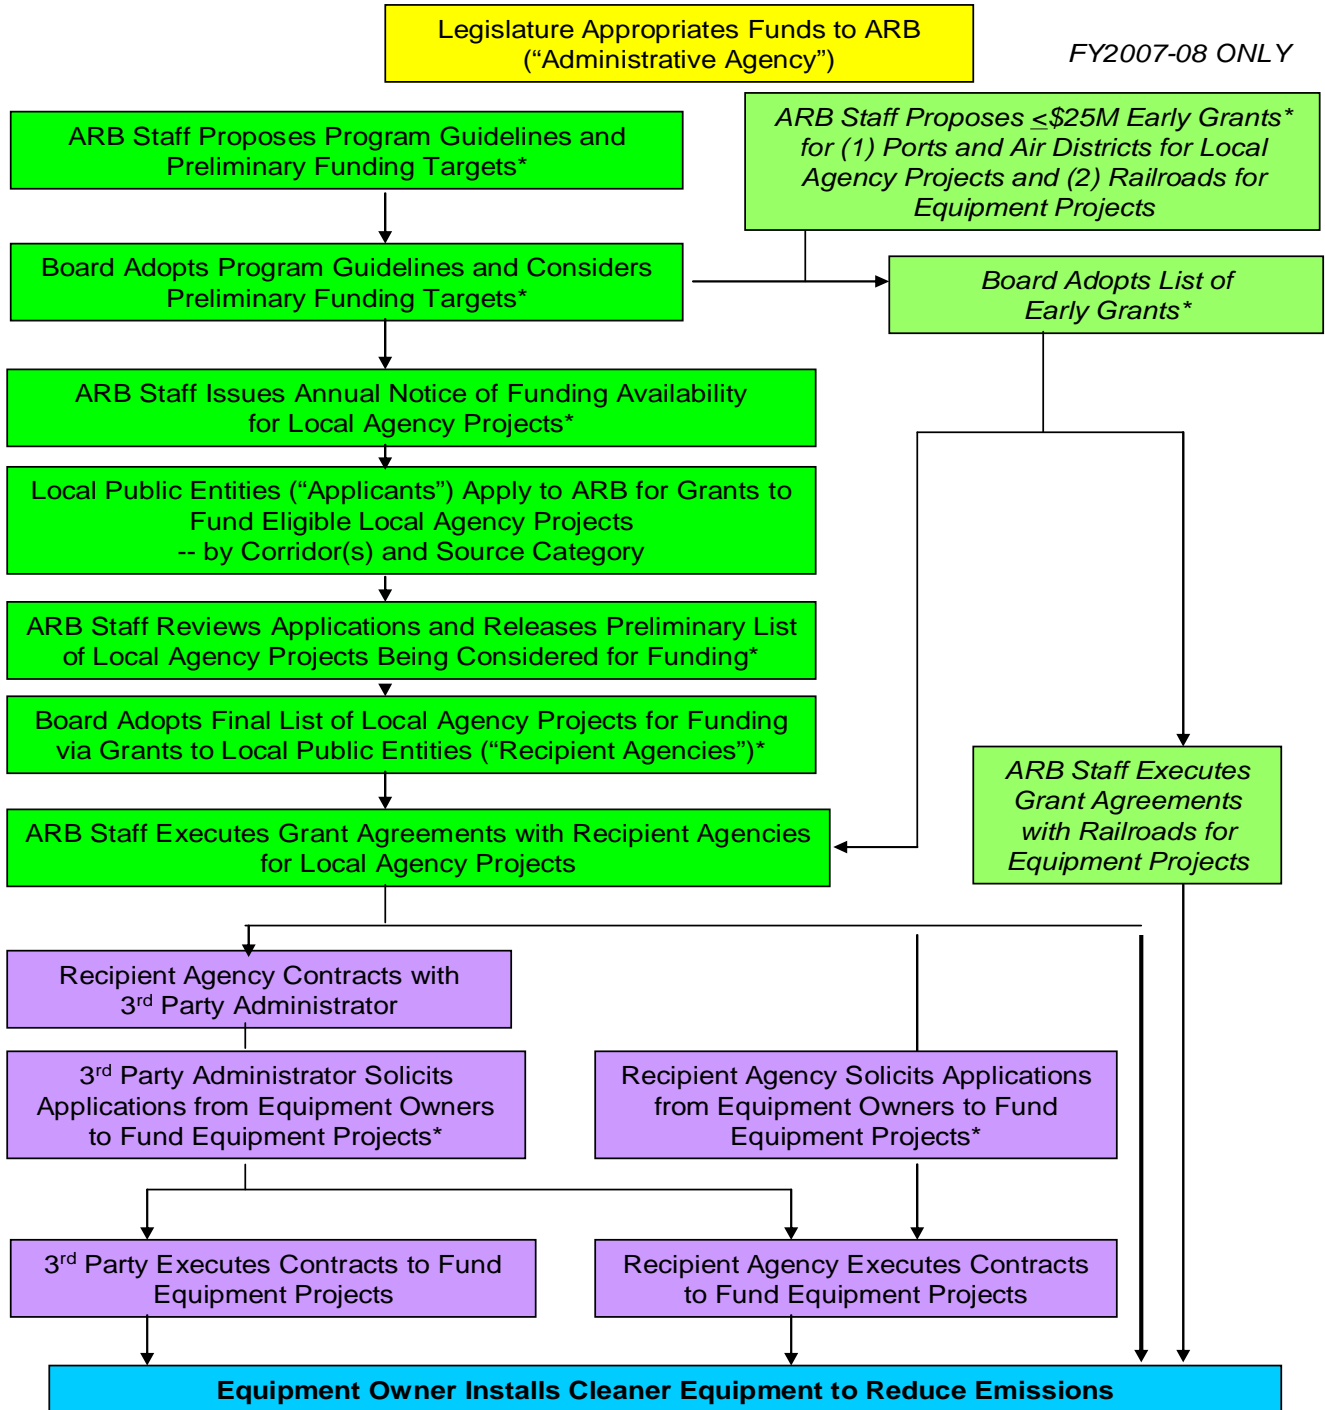 Legislature Appropriates Funds to ARB
(“Administrative Agency”)
FY2007-08 ONLY
ARB Staff Proposes Program Guidelines and
Preliminary Funding Targets*
ARB Staff Proposes <$25M Early Grants*
for (1) Ports and Air Districts for Local
Agency Projects and (2) Railroads for
Equipment Projects
Board Adopts Program Guidelines and Considers
Preliminary Funding Targets*
Board Adopts List of
Early Grants*
ARB Staff Issues Annual Notice of Funding Availability
for Local Agency Projects*
Local Public Entities (“Applicants”) Apply to ARB for Grants to
Fund Eligible Local Agency Projects
-- by Corridor(s) and Source Category
ARB Staff Reviews Applications and Releases Preliminary List
of Local Agency Projects Being Considered for Funding*
Board Adopts Final List of Local Agency Projects for Funding
via Grants to Local Public Entities (“Recipient Agencies”)*
ARB Staff Executes Grant Agreements with Recipient Agencies
for Local Agency Projects
ARB Staff Executes
Grant Agreements
with Railroads for
Equipment Projects
Recipient Agency Contracts with
3rd Party Administrator
3rd Party Administrator Solicits
Applications from Equipment Owners
to Fund Equipment Projects*
Recipient Agency Solicits Applications
from Equipment Owners to Fund
Equipment Projects*
3rd Party Executes Contracts to Fund
Equipment Projects
Recipient Agency Executes Contracts
to Fund Equipment Projects
Equipment Owner Installs Cleaner Equipment to Reduce Emissions